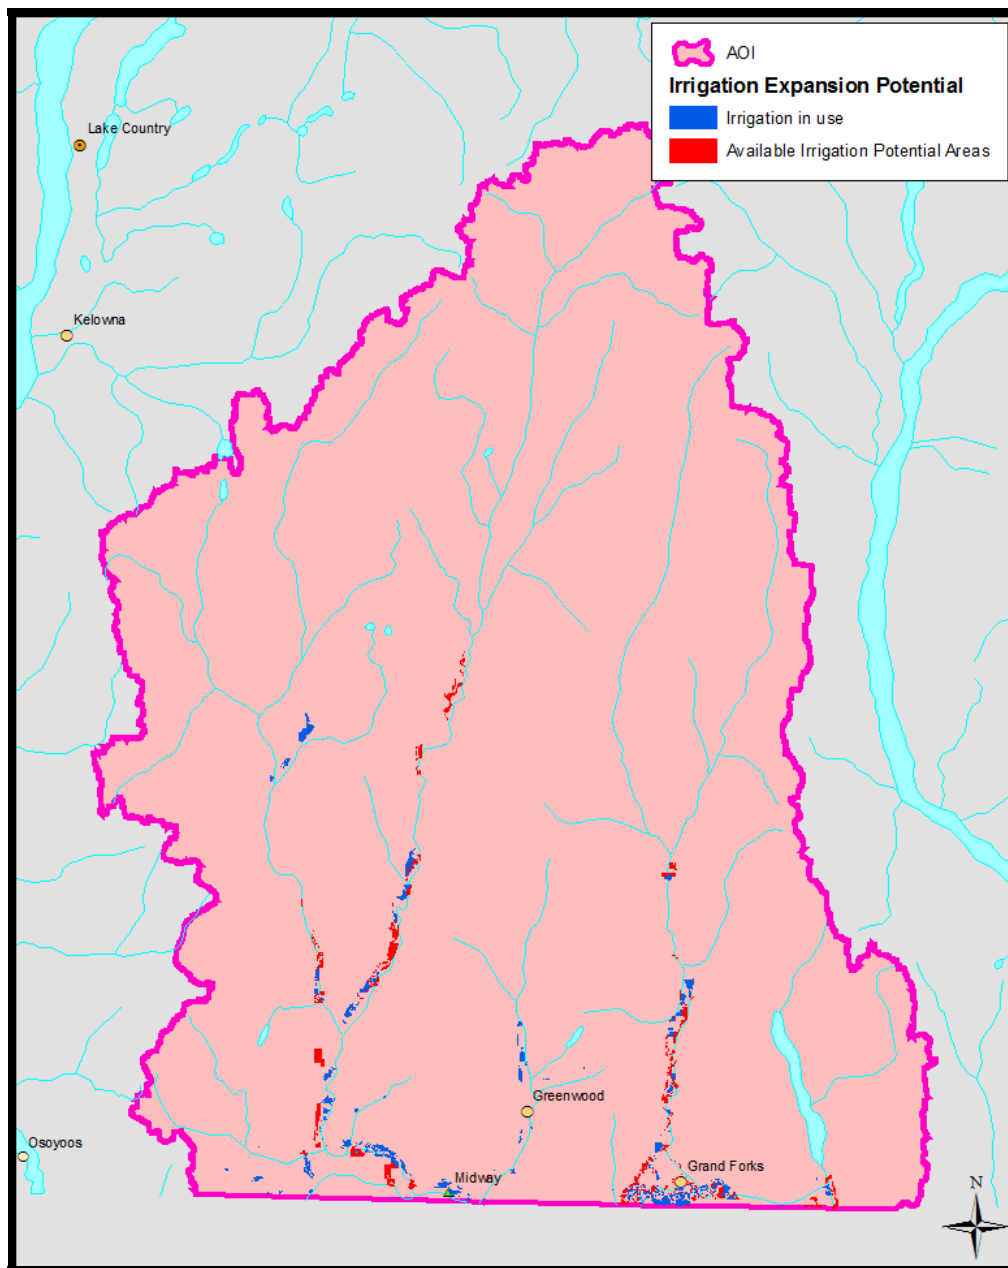 AOI
Irrigation Expansion Potential
Irrigation in use
Available Irrigation Potential Areas
Lake Country
Kelowna
Greenwood
Osoyoos
Midway
Grand Forks
N